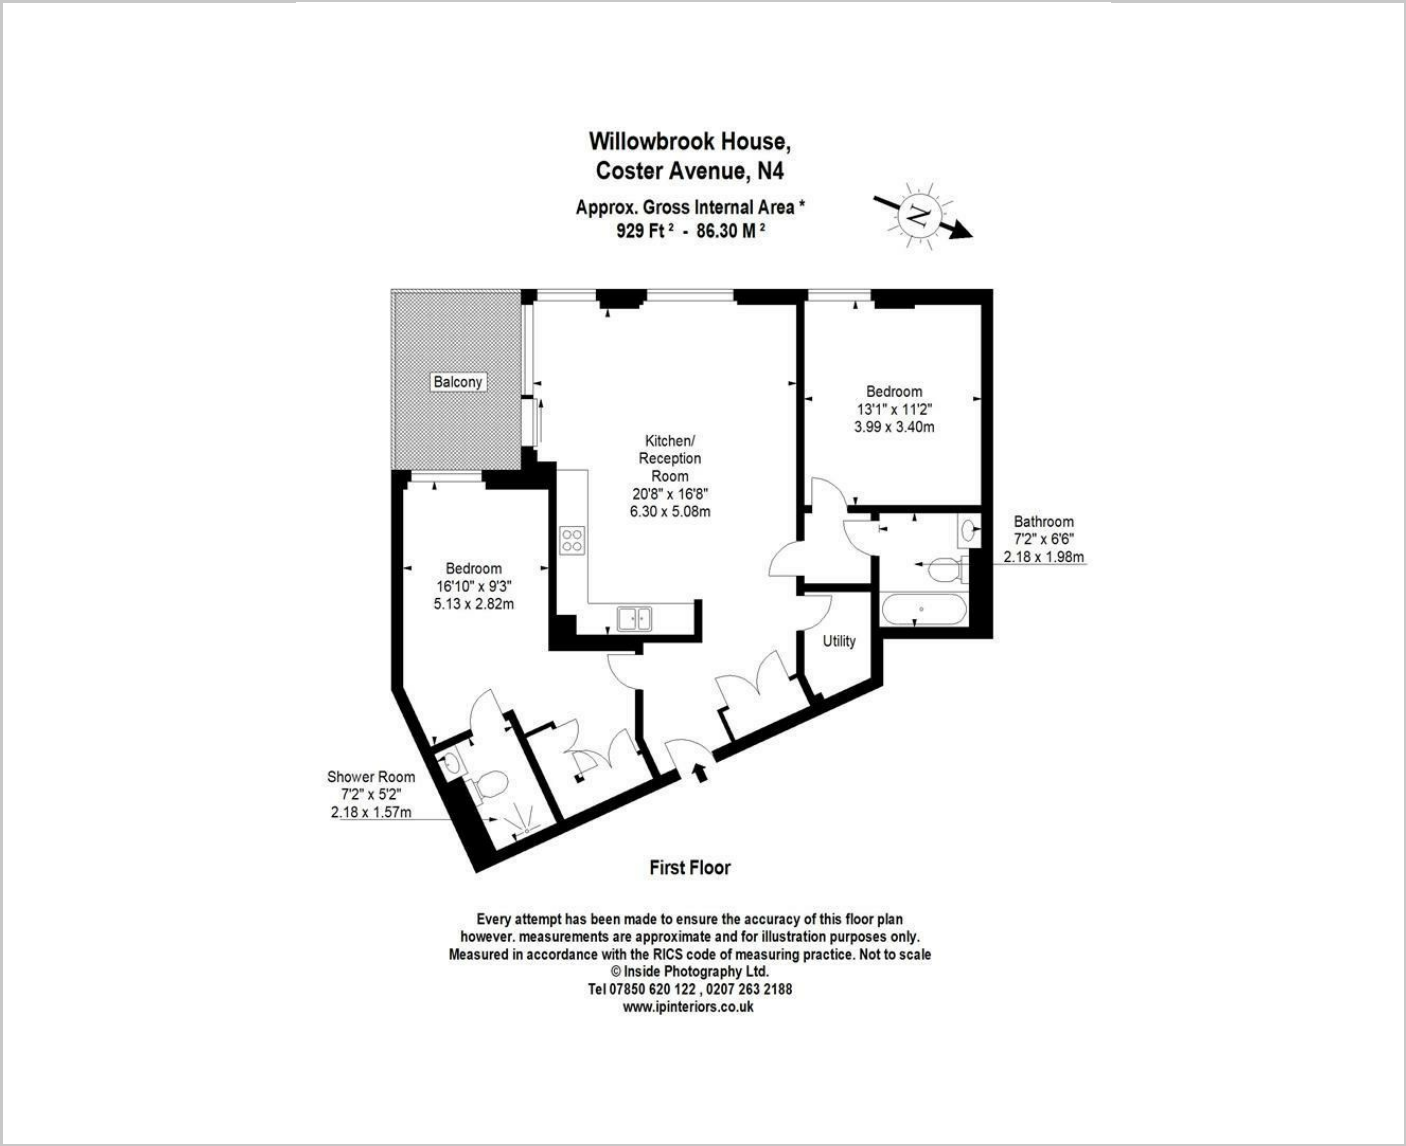 Willowbrook House,
Coster Avenue, N4
Approx. Gross Internal Area *
929 Ft ² - 86.30 M ²
N
Balcony
Bedroom
13'1" x 11'2"
3.99 x 3.40m
Kitchen/
Reception
Room
20'8" x 16'8"
6.30 x 5.08m
Bathroom
7'2" x 6'6"
2.18 x 1.98m
Bedroom
16'10" x 9'3"
5.13 x 2.82m
Utility
Shower Room
7'2" x 5'2"
2.18 x 1.57m
First Floor
Every attempt has been made to ensure the accuracy of this floor plan
however. measurements are approximate and for illustration purposes only.
Measured in accordance with the RICS code of measuring practice. Not to scale
© Inside Photography Ltd.
Tel 07850 620 122 , 0207 263 2188
www.ipinteriors.co.uk